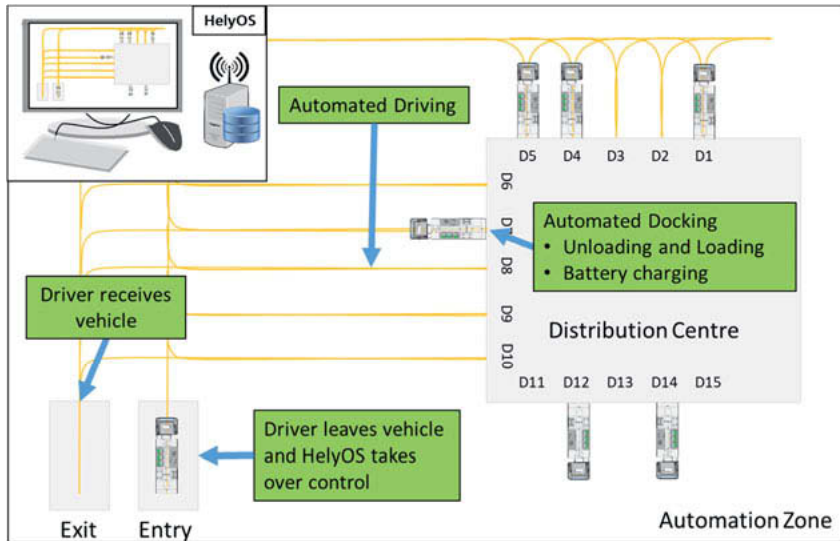 HelyOS
Automated Driving
D5 D4 D3 D2 D1
D6
Automated Docking
• Unloading and Loading
• Battery charging
D8
Driver receives
vehicle
D9
Distribution Centre
D10
D11 D12 D13 D14 D15
Driver leaves vehicle
and HelyOS takes
over control
Exit Entry
Automation Zone